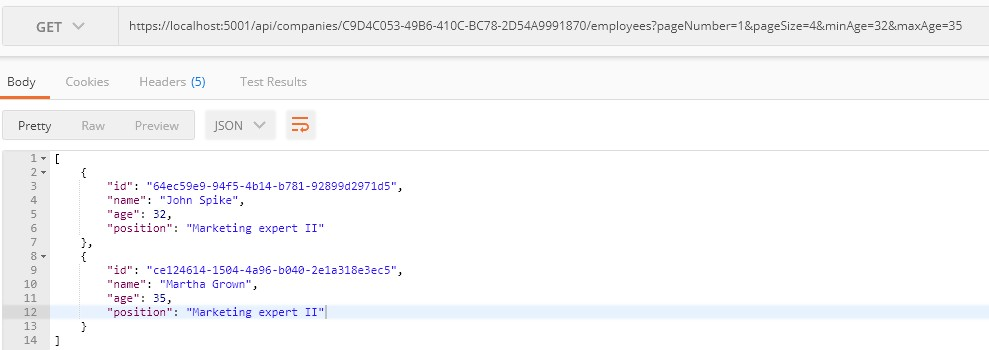 GET https://localhost:5001/api/companies/C9D4C053-49B6-410C-BC78-2D54A9991870/employees?pageNumber=1&pageSize=4&minAge=32&maxAge=35
Body Cookies Headers (5) Test Results
Pretty Raw Preview JSON
1 [
2 {
3 "id": "64ec59e9-94f5-4b14-b781-92899d2971d5",
4 "name": "John Spike",
5 "age": 32,
6 "position": "Marketing expert II"
7 },
8 {
9 "id": "ce124614-1504-4a96-b040-2e1a318e3ec5",
10 "name": "Martha Grown",
11 "age": 35,
12 "position": "Marketing expert II"
13 }
14 ]